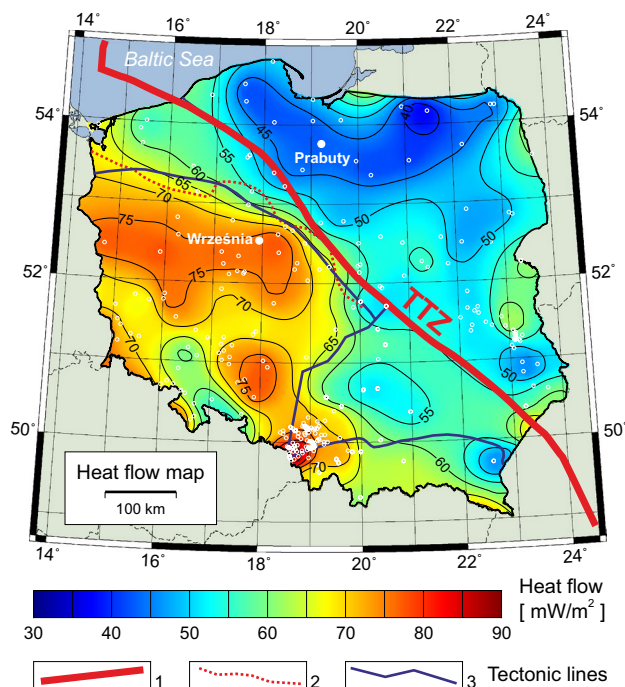 14° 16° 18° 20° 22° 24°
Baltic Sea
54° 54°
45 40
Prabuty
55
60
65
70 50
75
Września
52° 52°
75
TTZ
70
65
70
50
75 55
50° 50°
60
70
Heat flow map
100 km
14° 16° 18° 20° 22° 24°
Heat flow
[ mW/m² ]
30 40 50 60 70 80 90
1 2 3 Tectonic lines